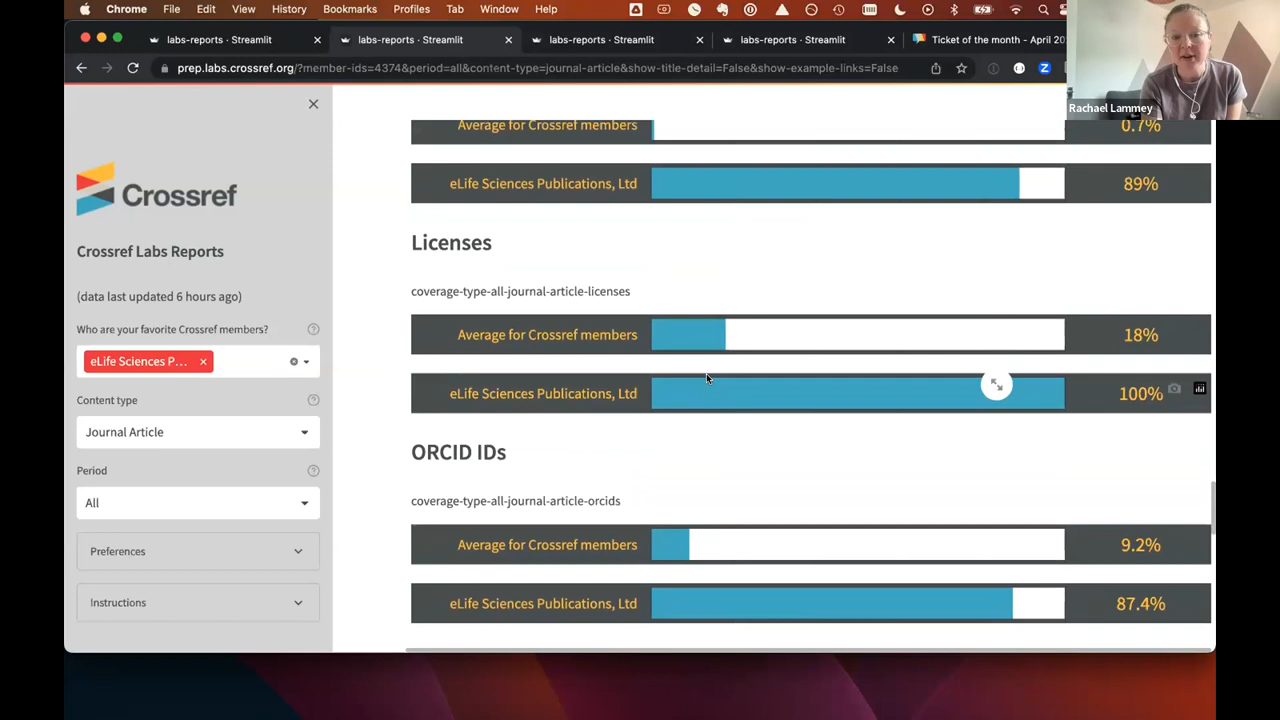 Chrome File Edit View History Bookmarks Profiles Tab Window Help
labs-reports · Streamlit
labs-reports · Streamlit
labs-reports · Streamlit
labs-reports · Streamlit
Ticket of the month - April 20
prep.labs.crossref.org/?member-ids=4374&period=all&content-type=journal-article&show-title-detail=False&show-example-links=False
Rachael Lammey
Crossref
Crossref Labs Reports
(data last updated 6 hours ago)
Who are your favorite Crossref members?
eLife Sciences P...
Content type
Journal Article
Period
All
Preferences
Instructions
Average for Crossref members 0.7%
eLife Sciences Publications, Ltd 89%
Licenses
coverage-type-all-journal-article-licenses
Average for Crossref members 18%
eLife Sciences Publications, Ltd 100%
ORCID IDs
coverage-type-all-journal-article-orcids
Average for Crossref members 9.2%
eLife Sciences Publications, Ltd 87.4%